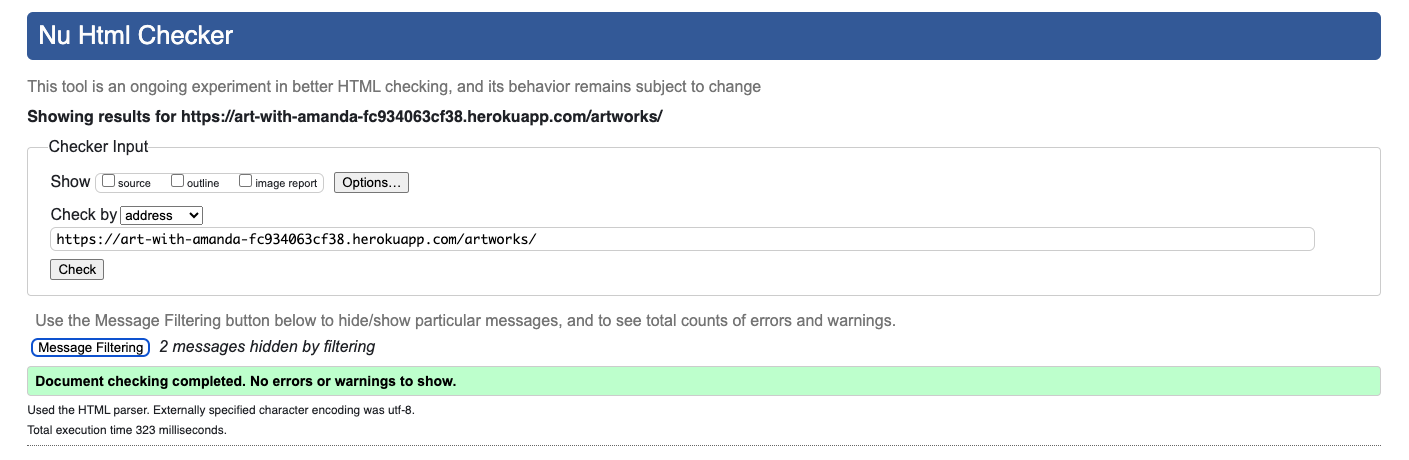 Nu Html Checker
This tool is an ongoing experiment in better HTML checking, and its behavior remains subject to change
Showing results for https://art-with-amanda-fc934063cf38.herokuapp.com/artworks/
Checker Input
Show source outline image report Options...
Check by address
https://art-with-amanda-fc934063cf38.herokuapp.com/artworks/
Check
Use the Message Filtering button below to hide/show particular messages, and to see total counts of errors and warnings.
Message Filtering 2 messages hidden by filtering
Document checking completed. No errors or warnings to show.
Used the HTML parser. Externally specified character encoding was utf-8.
Total execution time 323 milliseconds.